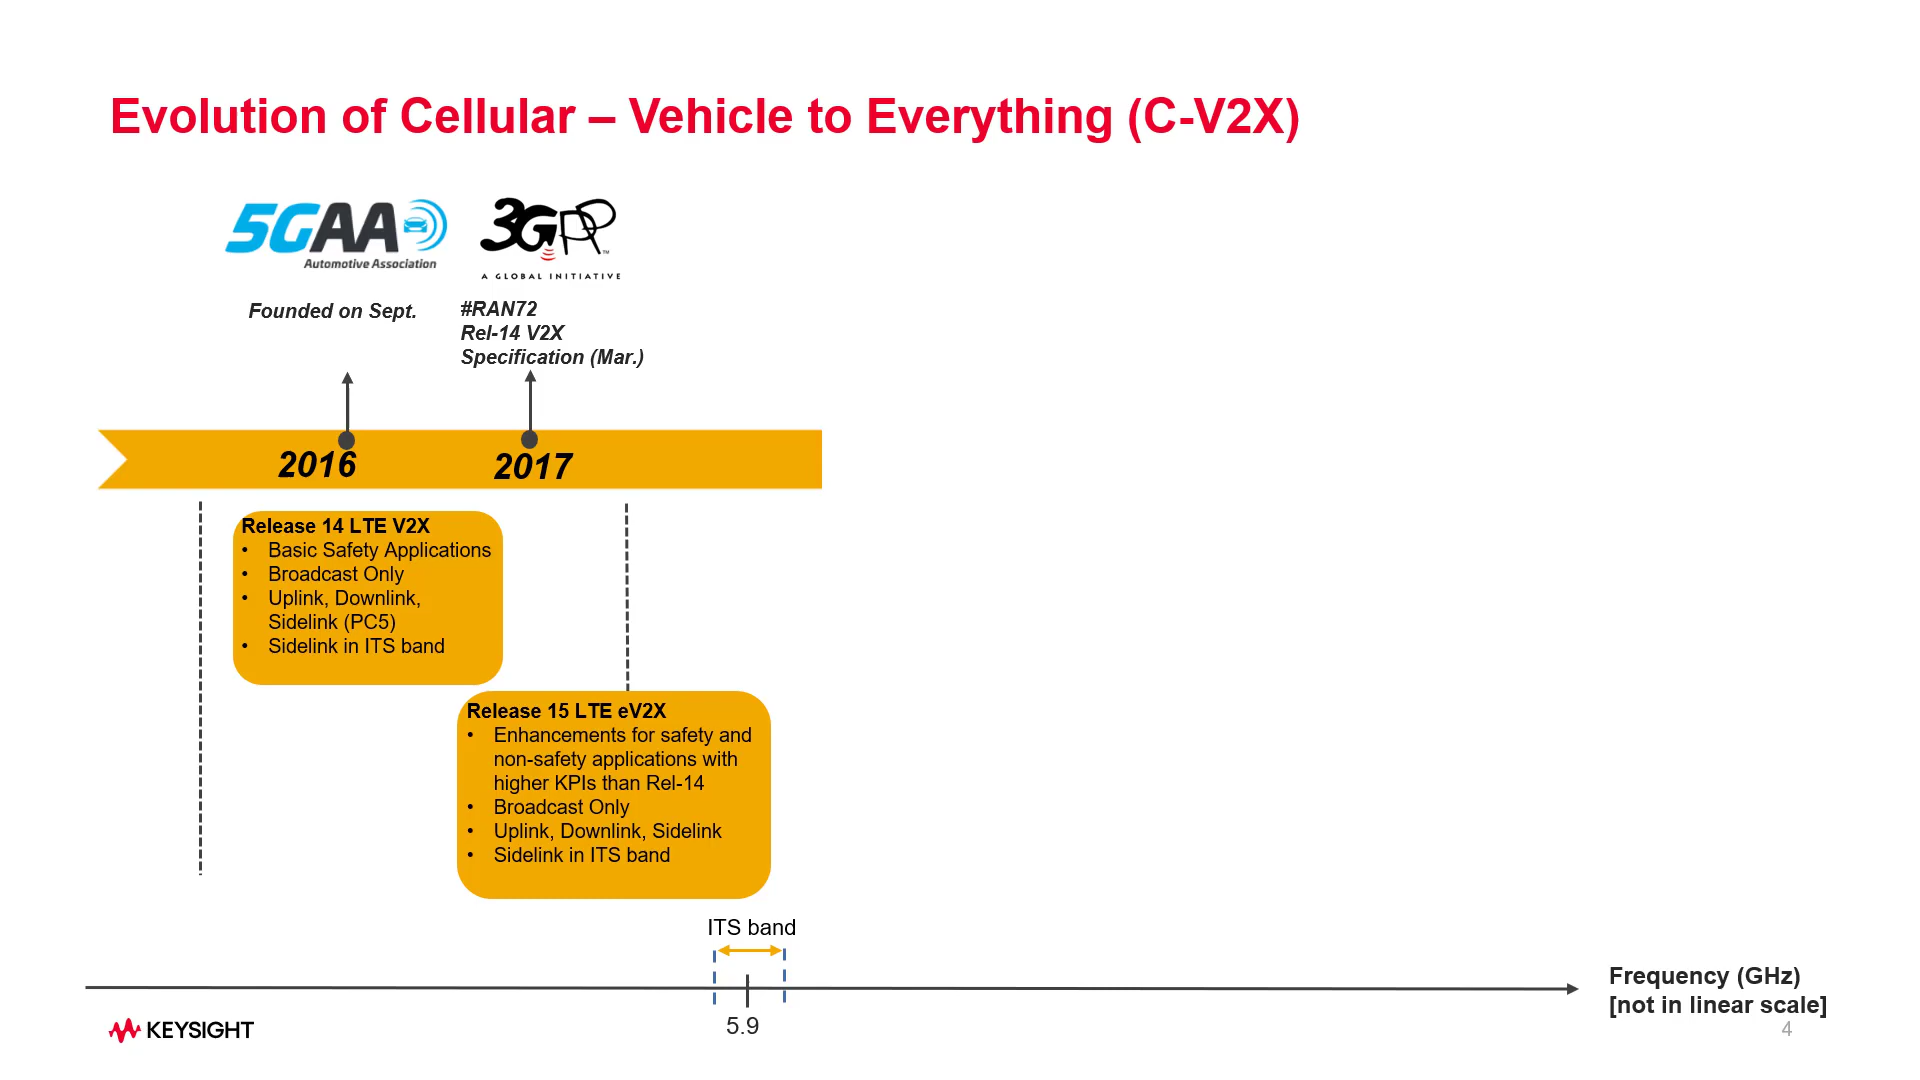 Evolution of Cellular – Vehicle to Everything (C-V2X)
5GAA
Automotive Association
3GPP
TM
A GLOBAL INITIATIVE
Founded on Sept.
#RAN72
Rel-14 V2X
Specification (Mar.)
2016
2017
Release 14 LTE V2X
• Basic Safety Applications
• Broadcast Only
• Uplink, Downlink,
Sidelink (PC5)
• Sidelink in ITS band
Release 15 LTE eV2X
• Enhancements for safety and
non-safety applications with
higher KPIs than Rel-14
• Broadcast Only
• Uplink, Downlink, Sidelink
• Sidelink in ITS band
ITS band
5.9
Frequency (GHz)
[not in linear scale]
KEYSIGHT
4